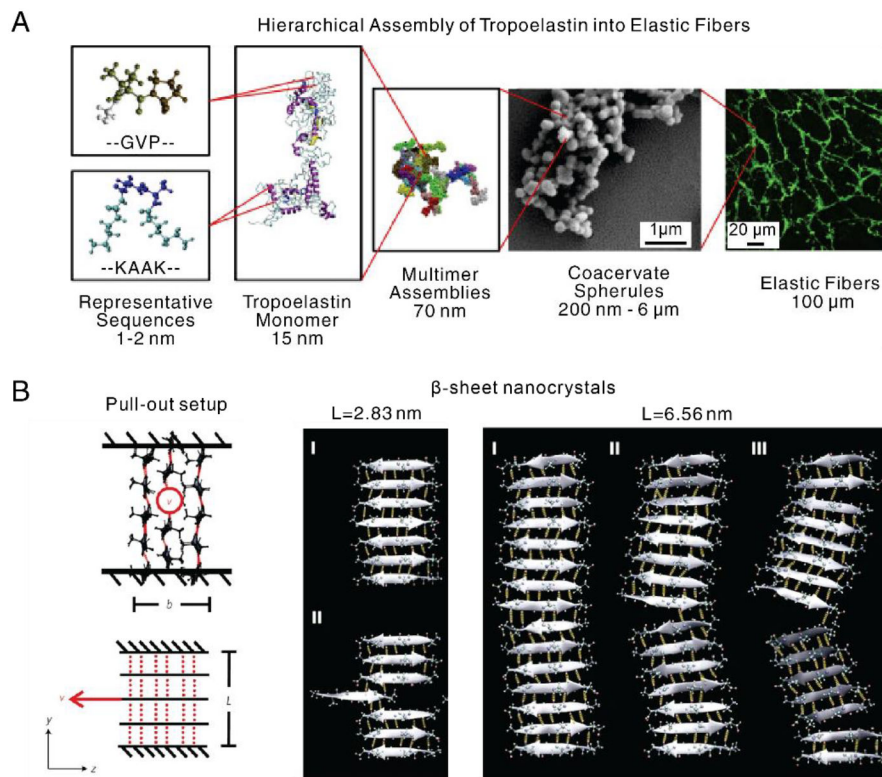 A
Hierarchical Assembly of Tropoelastin into Elastic Fibers
--GVP--
--KAAK--
Representative
Sequences
1-2 nm
Tropoelastin
Monomer
15 nm
Multimer
Assemblies
70 nm
1μm
Coacervate
Spherules
200 nm - 6 μm
20 μm
Elastic Fibers
100 μm
B
Pull-out setup
v
b
v
L
y
z
β-sheet nanocrystals
L=2.83 nm
I
II
L=6.56 nm
I
II
III